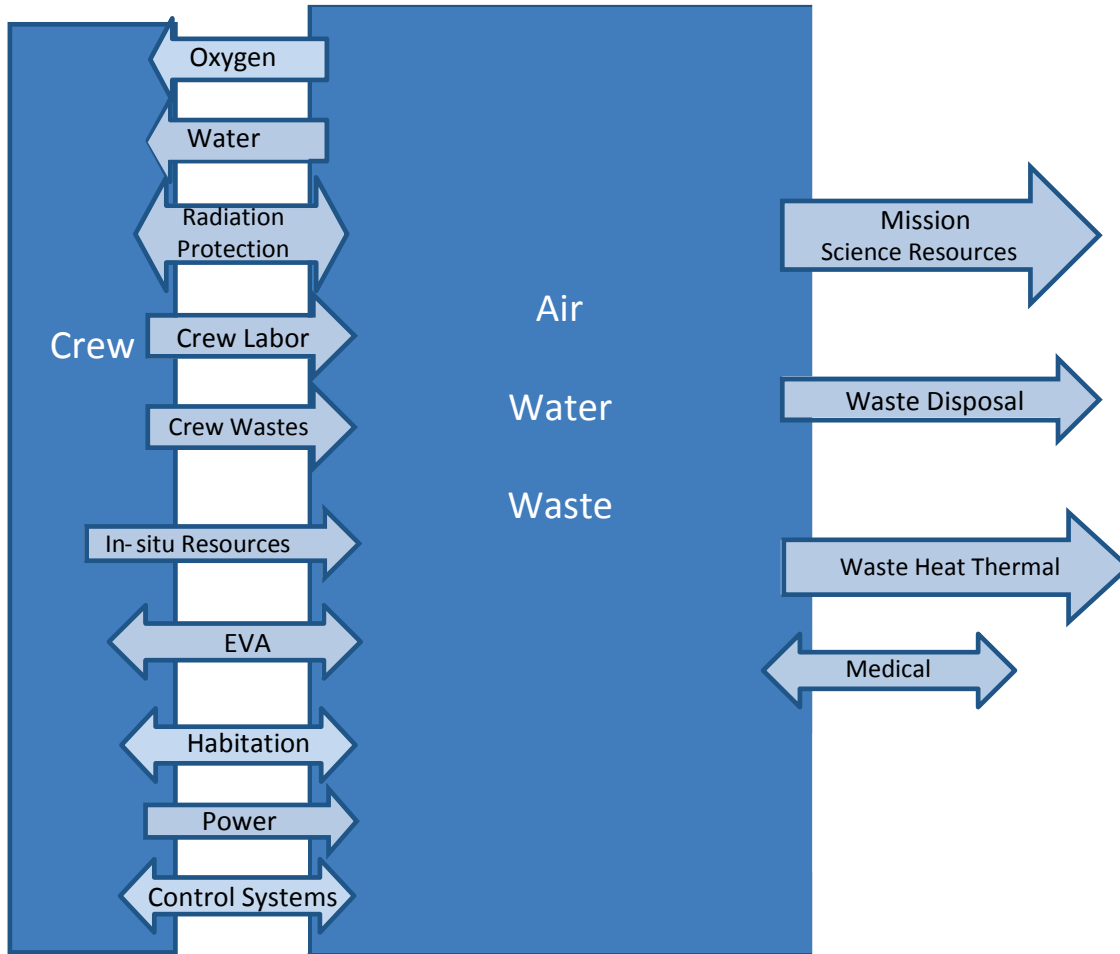 Oxygen
Water
Radiation
Protection
Crew
Crew Labor
Crew Wastes
In-situ Resources
EVA
Habitation
Power
Control Systems
Air
Water
Waste
Mission
Science Resources
Waste Disposal
Waste Heat Thermal
Medical